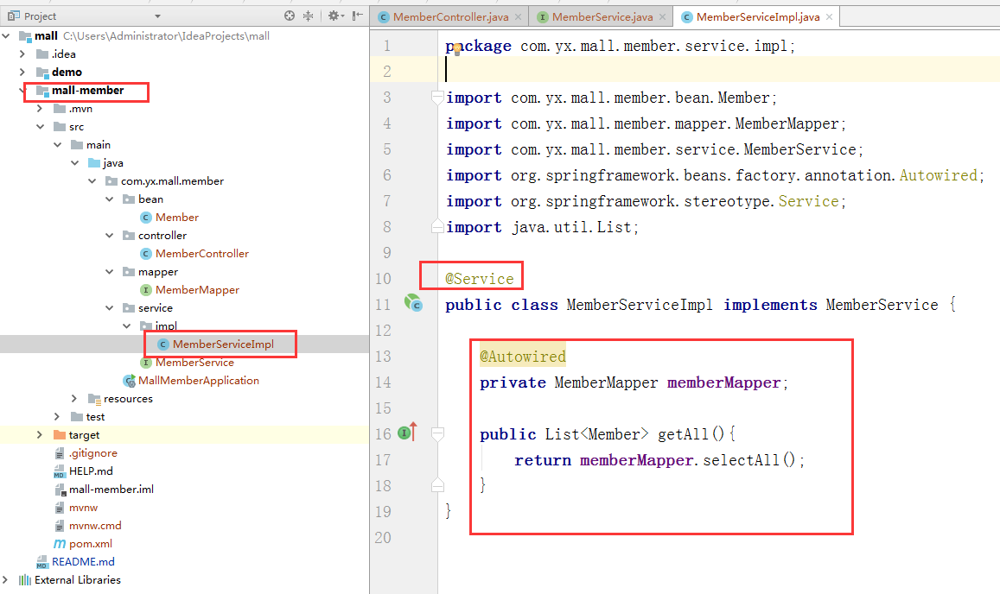 Project
mall C:\Users\Administrator\IdeaProjects\mall
.idea
demo
mall-member
.mvn
src
main
java
com.yx.mall.member
bean
Member
controller
MemberController
mapper
MemberMapper
service
impl
MemberServiceImpl
MemberService
MallMemberApplication
resources
test
target
.gitignore
HELP.md
mall-member.iml
mvnw
mvnw.cmd
pom.xml
README.md
External Libraries
MemberController.java
MemberService.java
MemberServiceImpl.java
1 package com.yx.mall.member.service.impl;
2
3 import com.yx.mall.member.bean.Member;
4 import com.yx.mall.member.mapper.MemberMapper;
5 import com.yx.mall.member.service.MemberService;
6 import org.springframework.beans.factory.annotation.Autowired;
7 import org.springframework.stereotype.Service;
8 import java.util.List;
9
10 @Service
11 public class MemberServiceImpl implements MemberService {
12
13 @Autowired
14 private MemberMapper memberMapper;
15
16 public List<Member> getAll(){
17 return memberMapper.selectAll();
18 }
19 }
20